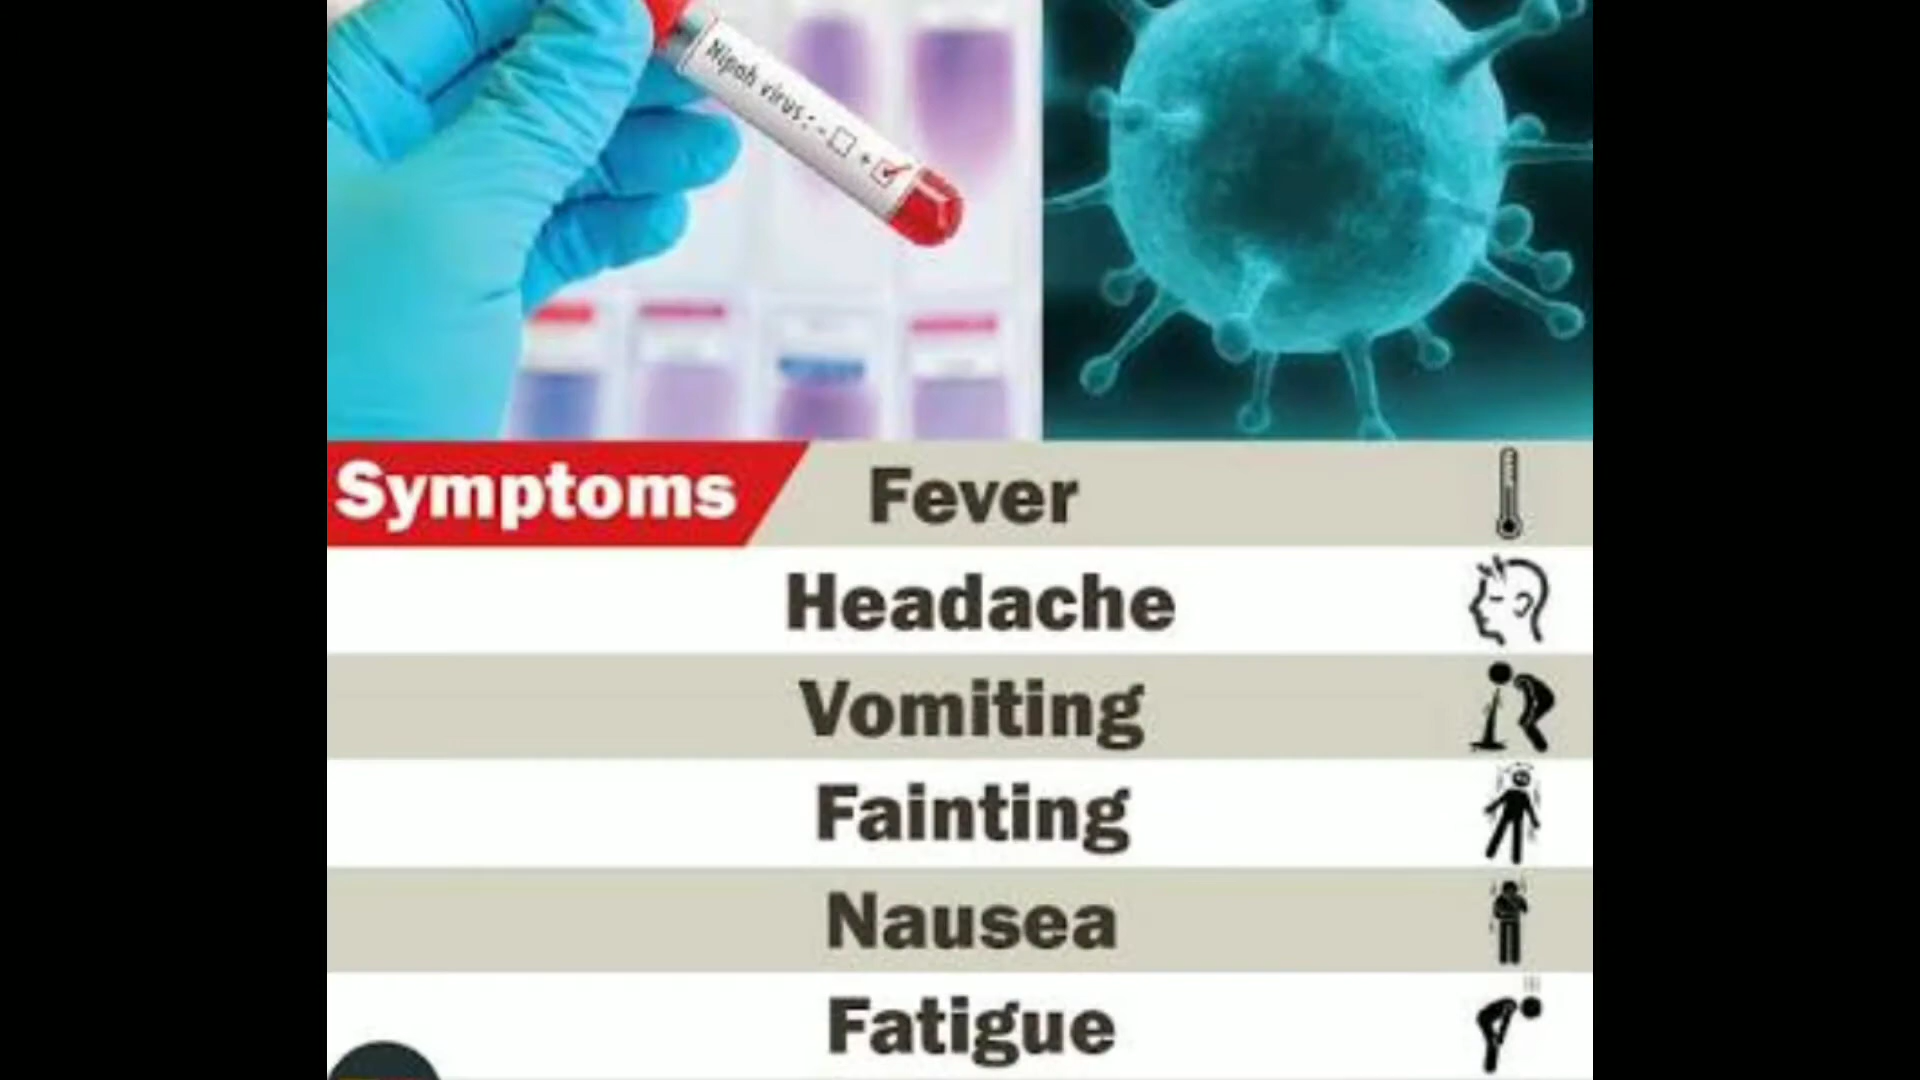 Nipah virus: - +
Symptoms
Fever
Headache
Vomiting
Fainting
Nausea
Fatigue